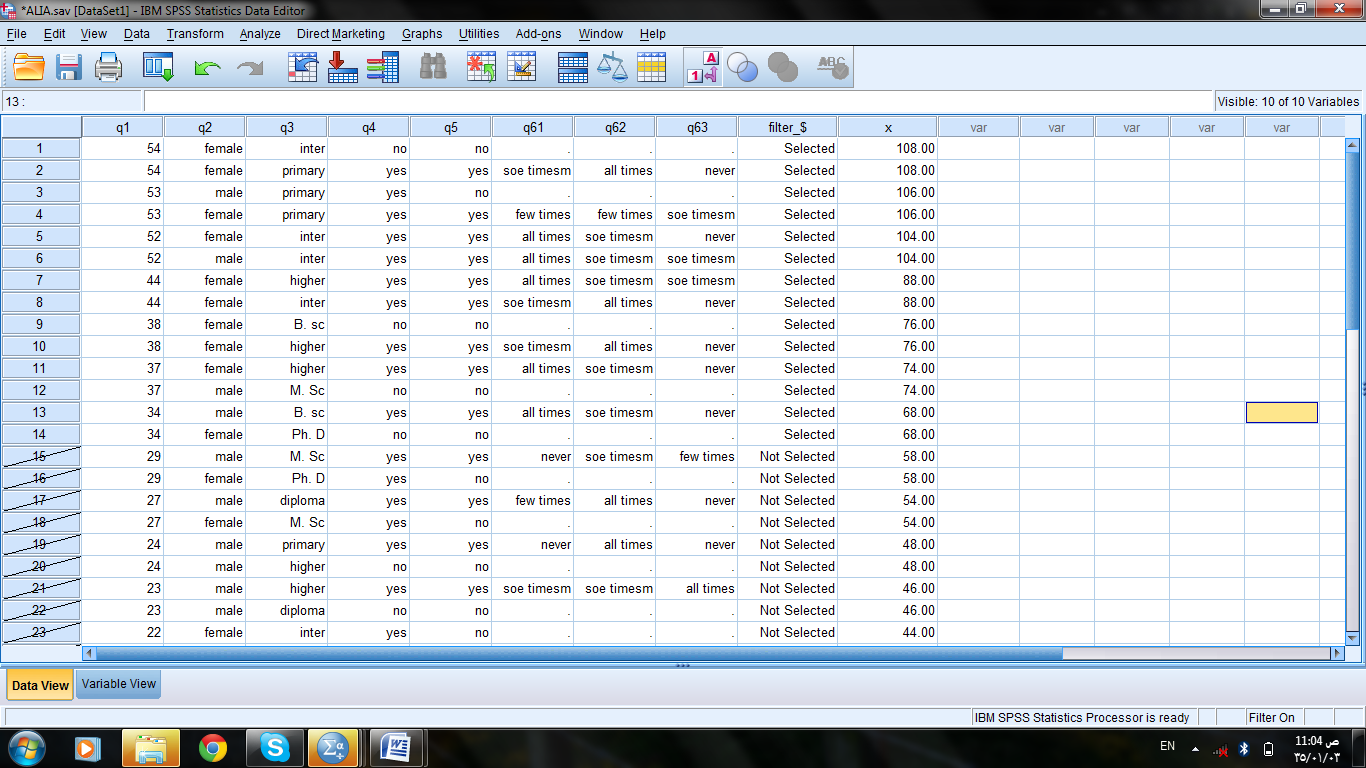 *ALIA.sav [DataSet1] - IBM SPSS Statistics Data Editor
File Edit View Data Transform Analyze Direct Marketing Graphs Utilities Add-ons Window Help
13 : Visible: 10 of 10 Variables
q1 q2 q3 q4 q5 q61 q62 q63 filter_$ x var var var var var
1 54 female inter no no . . . Selected 108.00
2 54 female primary yes yes soe timesm all times never Selected 108.00
3 53 male primary yes no . . . Selected 106.00
4 53 female primary yes yes few times few times soe timesm Selected 106.00
5 52 female inter yes yes all times soe timesm never Selected 104.00
6 52 male inter yes yes all times soe timesm soe timesm Selected 104.00
7 44 female higher yes yes all times soe timesm soe timesm Selected 88.00
8 44 female inter yes yes soe timesm all times never Selected 88.00
9 38 female B. sc no no . . . Selected 76.00
10 38 female higher yes yes soe timesm all times never Selected 76.00
11 37 female higher yes yes all times soe timesm never Selected 74.00
12 37 male M. Sc no no . . . Selected 74.00
13 34 male B. sc yes yes all times soe timesm never Selected 68.00
14 34 female Ph. D no no . . . Selected 68.00
15 29 male M. Sc yes yes never soe timesm few times Not Selected 58.00
16 29 female Ph. D yes no . . . Not Selected 58.00
17 27 male diploma yes yes few times all times never Not Selected 54.00
18 27 female M. Sc yes no . . . Not Selected 54.00
19 24 male primary yes yes never all times never Not Selected 48.00
20 24 male higher no no . . . Not Selected 48.00
21 23 male higher yes yes soe timesm soe timesm all times Not Selected 46.00
22 23 male diploma no no . . . Not Selected 46.00
23 22 female inter yes no . . . Not Selected 44.00
Data View Variable View
IBM SPSS Statistics Processor is ready Filter On
EN 11:04 ص
٣٥/٠١/٠٣